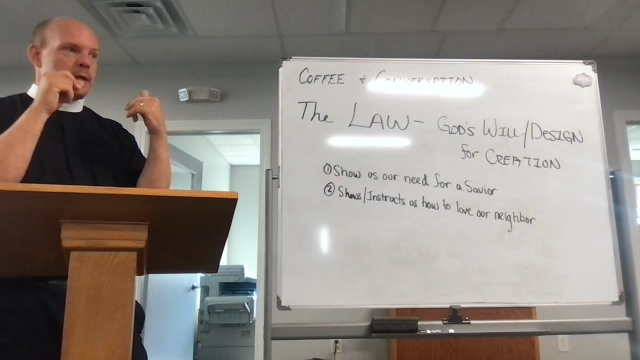 COFFEE & CONVERSATION
The LAW - GOD'S WILL/DESIGN
for CREATION
① Show us our need for a Savior
② Shows/Instructs us how to love our neighbor